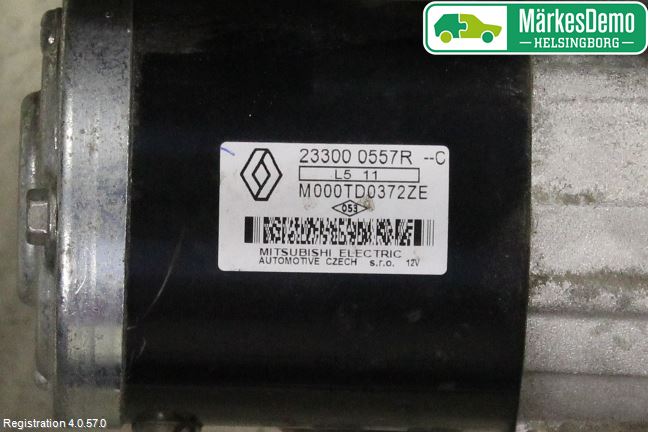 MärkesDemo
HELSINGBORG
23300 0557R --C
L5 11
M000TD0372ZE
053
MITSUBISHI ELECTRIC
AUTOMOTIVE CZECH s.r.o. 12V
Registration 4.0.57.0